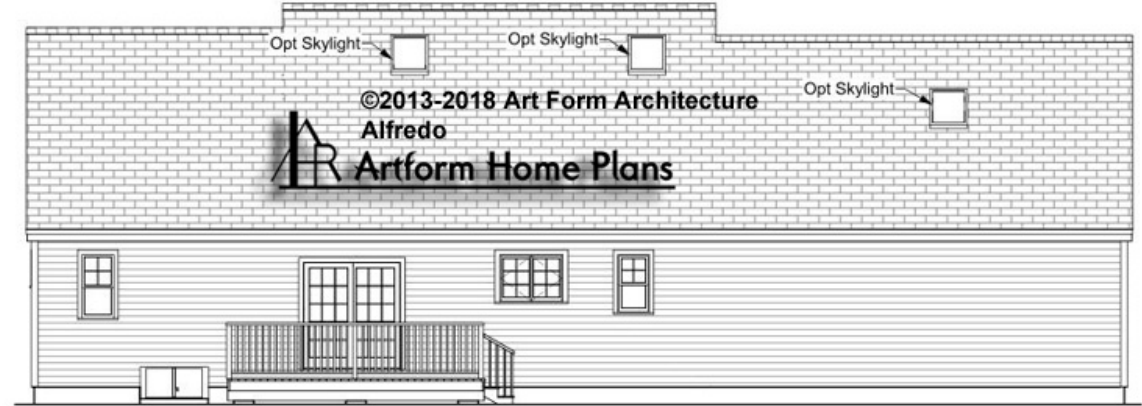 Opt Skylight
Opt Skylight
Opt Skylight
©2013-2018 Art Form Architecture
Alfredo
Artform Home Plans